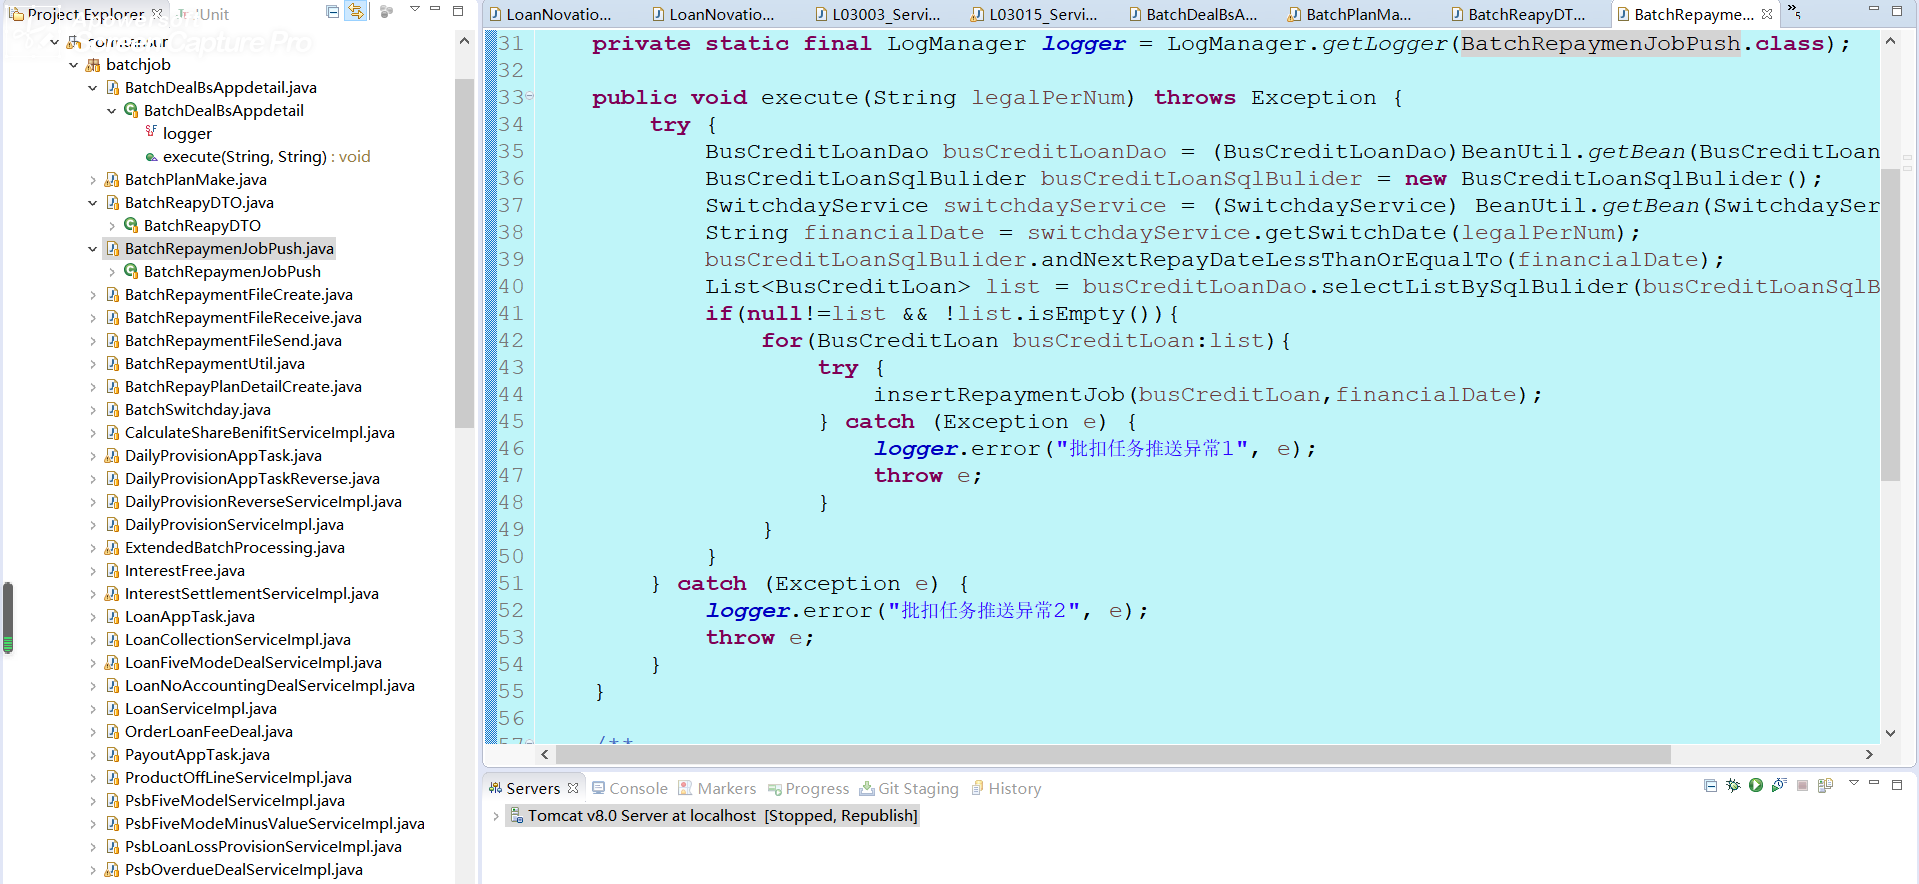 Project Explorer
JUnit
batchjob
BatchDealBsAppdetail.java
BatchDealBsAppdetail
logger
execute(String, String) : void
BatchPlanMake.java
BatchReapyDTO.java
BatchReapyDTO
BatchRepaymenJobPush.java
BatchRepaymenJobPush
BatchRepaymentFileCreate.java
BatchRepaymentFileReceive.java
BatchRepaymentFileSend.java
BatchRepaymentUtil.java
BatchRepayPlanDetailCreate.java
BatchSwitchday.java
CalculateShareBenifitServiceImpl.java
DailyProvisionAppTask.java
DailyProvisionAppTaskReverse.java
DailyProvisionReverseServiceImpl.java
DailyProvisionServiceImpl.java
ExtendedBatchProcessing.java
InterestFree.java
InterestSettlementServiceImpl.java
LoanAppTask.java
LoanCollectionServiceImpl.java
LoanFiveModeDealServiceImpl.java
LoanNoAccountingDealServiceImpl.java
LoanServiceImpl.java
OrderLoanFeeDeal.java
PayoutAppTask.java
ProductOffLineServiceImpl.java
PsbFiveModelServiceImpl.java
PsbFiveModeMinusValueServiceImpl.java
PsbLoanLossProvisionServiceImpl.java
PsbOverdueDealServiceImpl.java
LoanNovatio... LoanNovatio... L03003_Servi... L03015_Servi... BatchDealBsA... BatchPlanMa... BatchReapyDT... BatchRepayme... »5
31 private static final LogManager logger = LogManager.getLogger(BatchRepaymenJobPush.class);
32
33 public void execute(String legalPerNum) throws Exception {
34 try {
35 BusCreditLoanDao busCreditLoanDao = (BusCreditLoanDao)BeanUtil.getBean(BusCreditLoan
36 BusCreditLoanSqlBulider busCreditLoanSqlBulider = new BusCreditLoanSqlBulider();
37 SwitchdayService switchdayService = (SwitchdayService) BeanUtil.getBean(SwitchdaySer
38 String financialDate = switchdayService.getSwitchDate(legalPerNum);
39 busCreditLoanSqlBulider.andNextRepayDateLessThanOrEqualTo(financialDate);
40 List<BusCreditLoan> list = busCreditLoanDao.selectListBySqlBulider(busCreditLoanSqlB
41 if(null!=list && !list.isEmpty()){
42 for(BusCreditLoan busCreditLoan:list){
43 try {
44 insertRepaymentJob(busCreditLoan,financialDate);
45 } catch (Exception e) {
46 logger.error("批扣任务推送异常1", e);
47 throw e;
48 }
49 }
50 }
51 } catch (Exception e) {
52 logger.error("批扣任务推送异常2", e);
53 throw e;
54 }
55 }
56
57 /**
Servers Console Markers Progress Git Staging History
Tomcat v8.0 Server at localhost [Stopped, Republish]